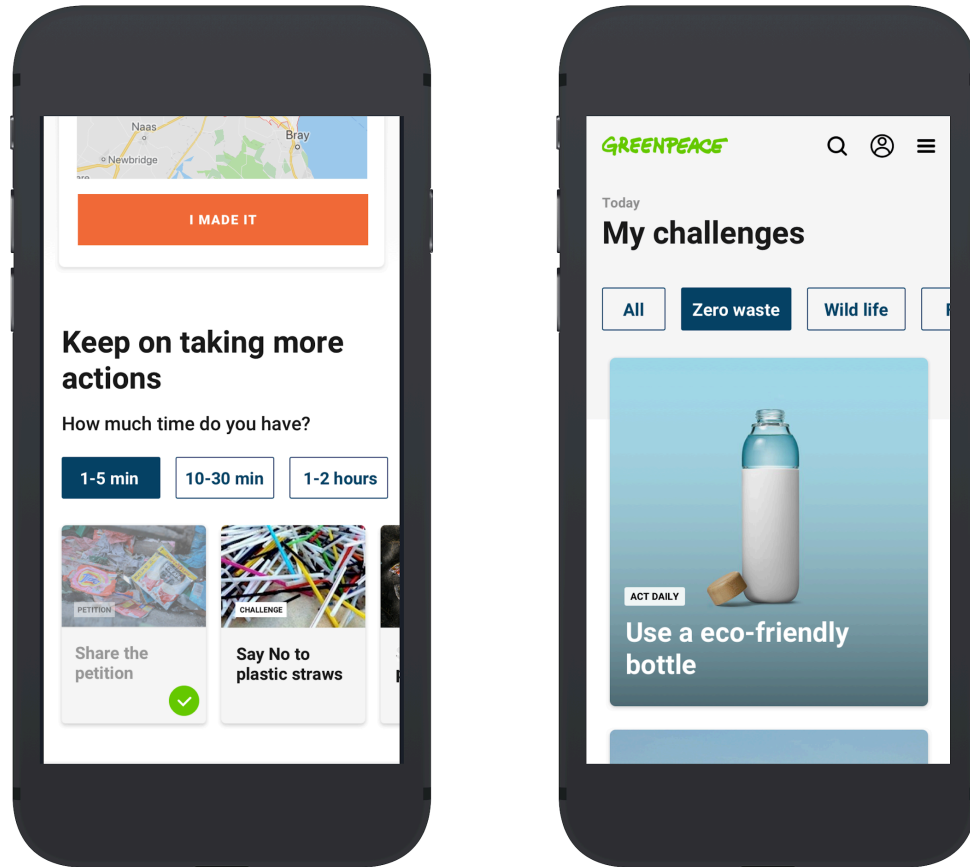 Naas
Bray
Newbridge
I MADE IT
Keep on taking more
actions
How much time do you have?
1-5 min
10-30 min
1-2 hours
PETITION
CHALLENGE
Share the
petition
Say No to
plastic straws
GREENPEACE
Today
My challenges
All
Zero waste
Wild life
ACT DAILY
Use a eco-friendly
bottle